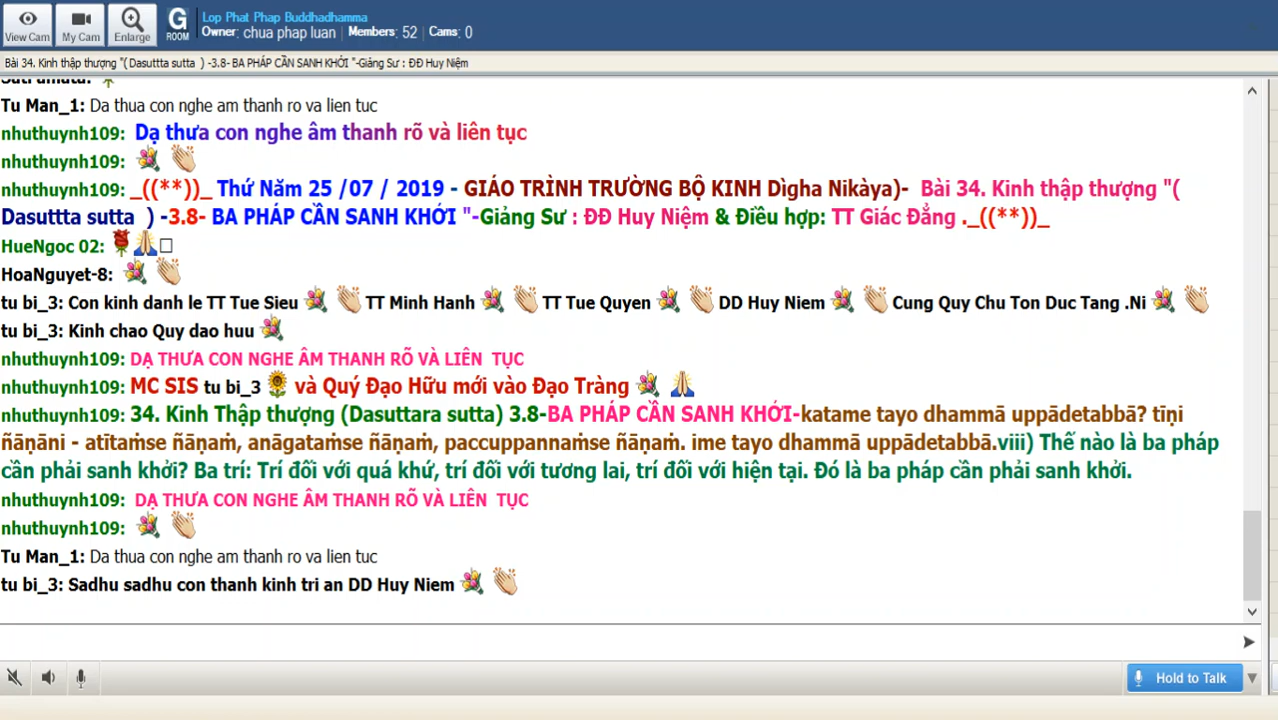 Lop Phat Phap Buddhadhamma
Owner: chua pháp luan | Members: 52 | Cams: 0
View Cam
My Cam
Enlarge
G
ROOM
Bài 34. Kinh thập thượng "( Dasuttta sutta ) -3.8- BA PHÁP CẦN SANH KHỞI "-Giảng Sư : ĐĐ Huy Niệm
Tu Man_1: Da thua con nghe am thanh ro va lien tuc
nhuthuynh109: Dạ thưa con nghe âm thanh rõ và liên tục
nhuthuynh109:
nhuthuynh109: _((**))_ Thứ Năm 25 /07 / 2019 - GIÁO TRÌNH TRƯỜNG BỘ KINH Dìgha Nikàya)- Bài 34. Kinh thập thượng "(
Dasuttta sutta ) -3.8- BA PHÁP CẦN SANH KHỞI "-Giảng Sư : ĐĐ Huy Niệm & Điều hợp: TT Giác Đẳng ._((**))_
HueNgoc 02:
HoaNguyet-8:
tu bi_3: Con kinh danh le TT Tue Sieu TT Minh Hanh TT Tue Quyen DD Huy Niem Cung Quy Chu Ton Duc Tang .Ni
tu bi_3: Kinh chao Quy dao huu
nhuthuynh109: DẠ THƯA CON NGHE ÂM THANH RÕ VÀ LIÊN TỤC
nhuthuynh109: MC SIS tu bi_3 và Quý Đạo Hữu mới vào Đạo Tràng
nhuthuynh109: 34. Kinh Thập thượng (Dasuttara sutta) 3.8-BA PHÁP CẦN SANH KHỞI-katame tayo dhammā uppādetabbā? tīṇi
ñāṇāni - atītaṁse ñāṇaṁ, anāgataṁse ñāṇaṁ, paccuppannaṁse ñāṇaṁ. ime tayo dhammā uppādetabbā.viii) Thế nào là ba pháp
cần phải sanh khởi? Ba trí: Trí đối với quá khứ, trí đối với tương lai, trí đối với hiện tại. Đó là ba pháp cần phải sanh khởi.
nhuthuynh109: DẠ THƯA CON NGHE ÂM THANH RÕ VÀ LIÊN TỤC
nhuthuynh109:
Tu Man_1: Da thua con nghe am thanh ro va lien tuc
tu bi_3: Sadhu sadhu con thanh kinh tri an DD Huy Niem
Hold to Talk